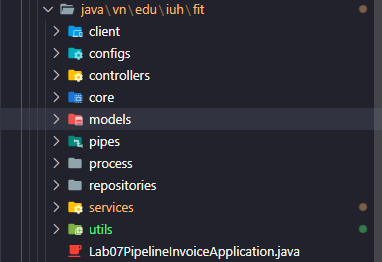 java\vn\edu\iuh\fit
client
configs
controllers
core
models
pipes
process
repositories
services
utils
Lab07PipelineInvoiceApplication.java